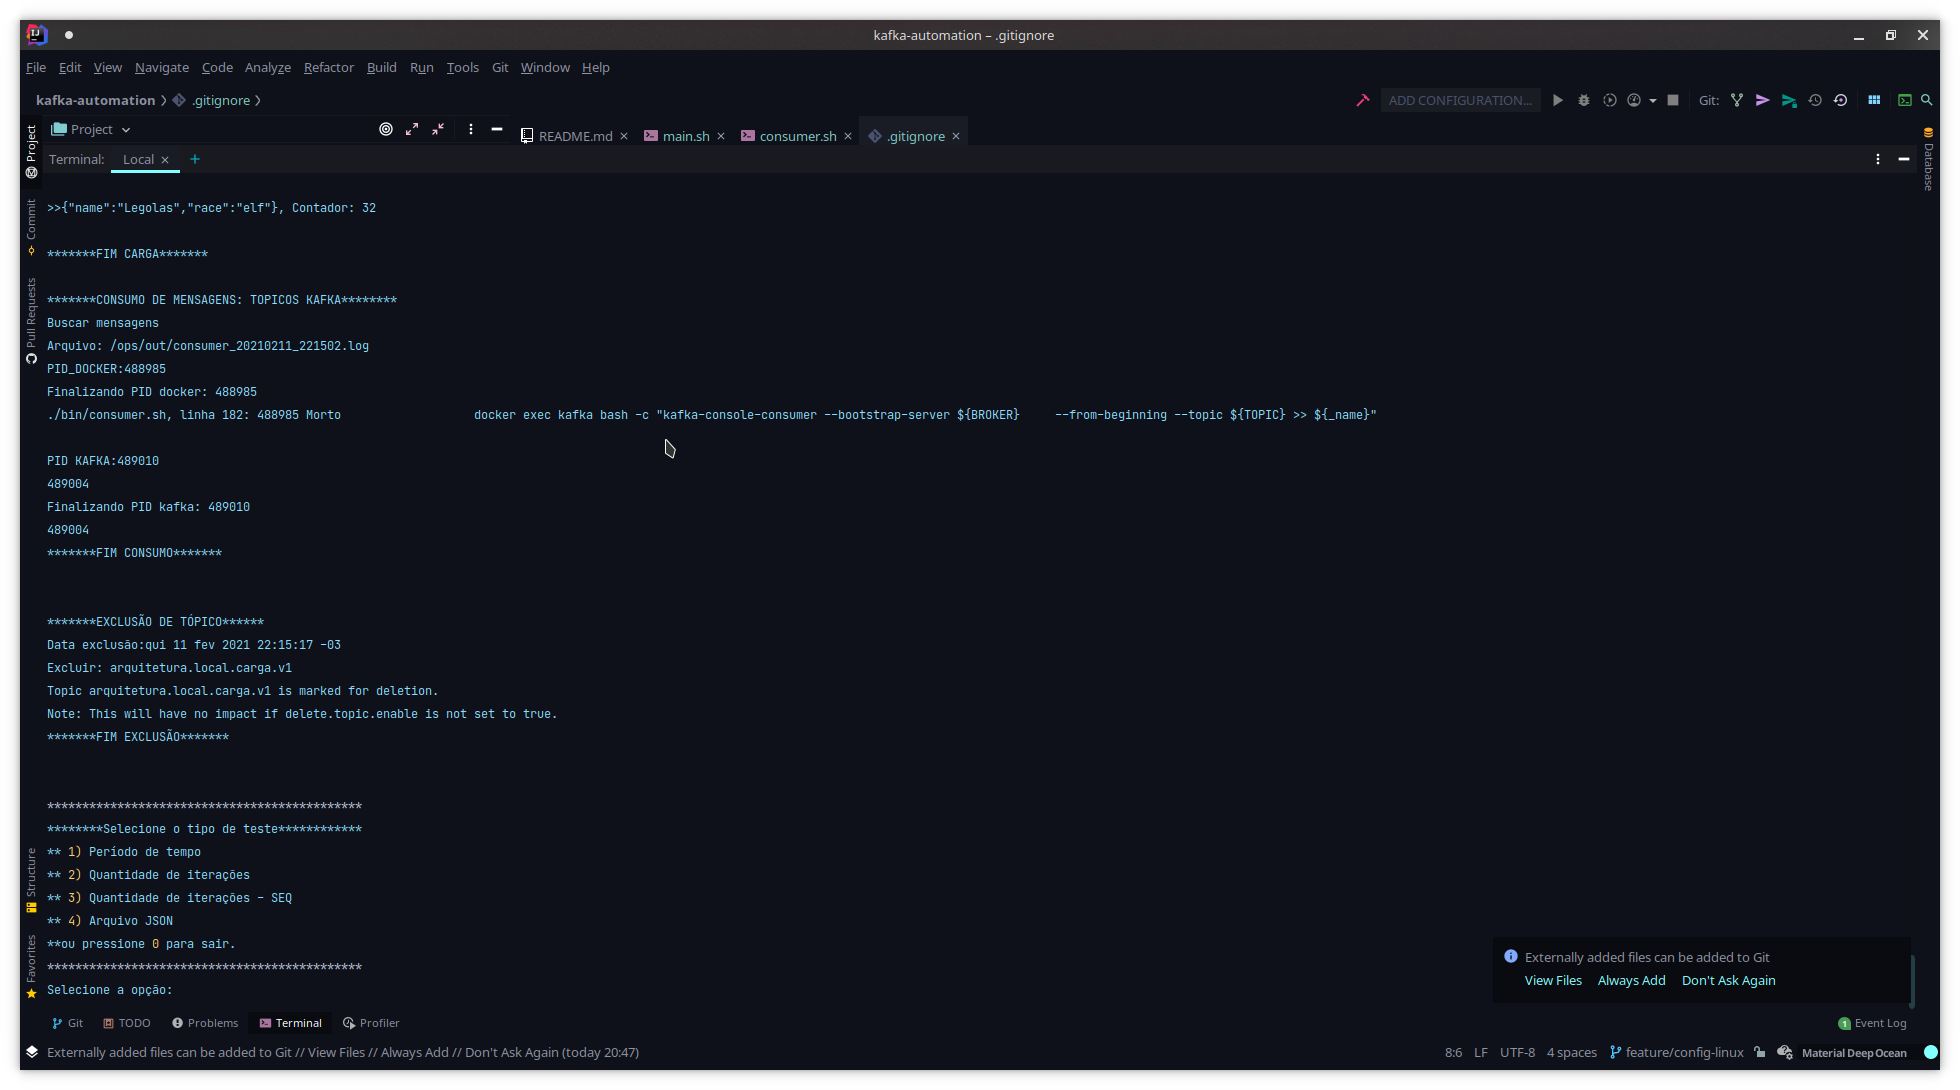 kafka-automation – .gitignore
File Edit View Navigate Code Analyze Refactor Build Run Tools Git Window Help
kafka-automation .gitignore ADD CONFIGURATION... Git:
Project README.md main.sh consumer.sh .gitignore
Terminal: Local
Project
Commit
Pull Requests
Structure
Favorites
Database
>>{"name":"Legolas","race":"elf"}, Contador: 32
*******FIM CARGA*******
*******CONSUMO DE MENSAGENS: TOPICOS KAFKA********
Buscar mensagens
Arquivo: /ops/out/consumer_20210211_221502.log
PID_DOCKER:488985
Finalizando PID docker: 488985
./bin/consumer.sh, linha 182: 488985 Morto docker exec kafka bash -c "kafka-console-consumer --bootstrap-server ${BROKER} --from-beginning --topic ${TOPIC} >> ${_name}"
PID KAFKA:489010
489004
Finalizando PID kafka: 489010
489004
*******FIM CONSUMO*******
*******EXCLUSÃO DE TÓPICO******
Data exclusão:qui 11 fev 2021 22:15:17 -03
Excluir: arquitetura.local.carga.v1
Topic arquitetura.local.carga.v1 is marked for deletion.
Note: This will have no impact if delete.topic.enable is not set to true.
*******FIM EXCLUSÃO*******
*********************************************
********Selecione o tipo de teste************
** 1) Período de tempo
** 2) Quantidade de iterações
** 3) Quantidade de iterações - SEQ
** 4) Arquivo JSON
**ou pressione 0 para sair.
*********************************************
Selecione a opção:
Externally added files can be added to Git
View Files Always Add Don't Ask Again
Git TODO Problems Terminal Profiler 1 Event Log
Externally added files can be added to Git // View Files // Always Add // Don't Ask Again (today 20:47) 8:6 LF UTF-8 4 spaces feature/config-linux Material Deep Ocean